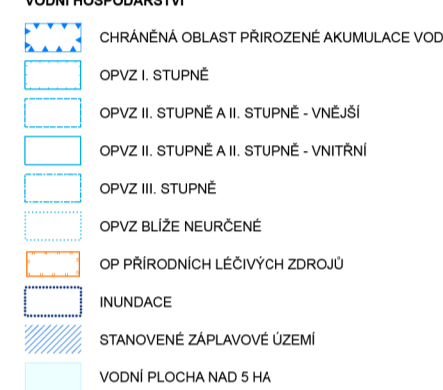 VODNÍ HOSPODÁŘSTVÍ
CHRÁNĚNÁ OBLAST PŘIROZENÉ AKUMULACE VOD
OPVZ I. STUPNĚ
OPVZ II. STUPNĚ A II. STUPNĚ - VNĚJŠÍ
OPVZ II. STUPNĚ A II. STUPNĚ - VNITŘNÍ
OPVZ III. STUPNĚ
OPVZ BLÍŽE NEURČENÉ
OP PŘÍRODNÍCH LÉČIVÝCH ZDROJŮ
INUNDACE
STANOVENÉ ZÁPLAVOVÉ ÚZEMÍ
VODNÍ PLOCHA NAD 5 HA